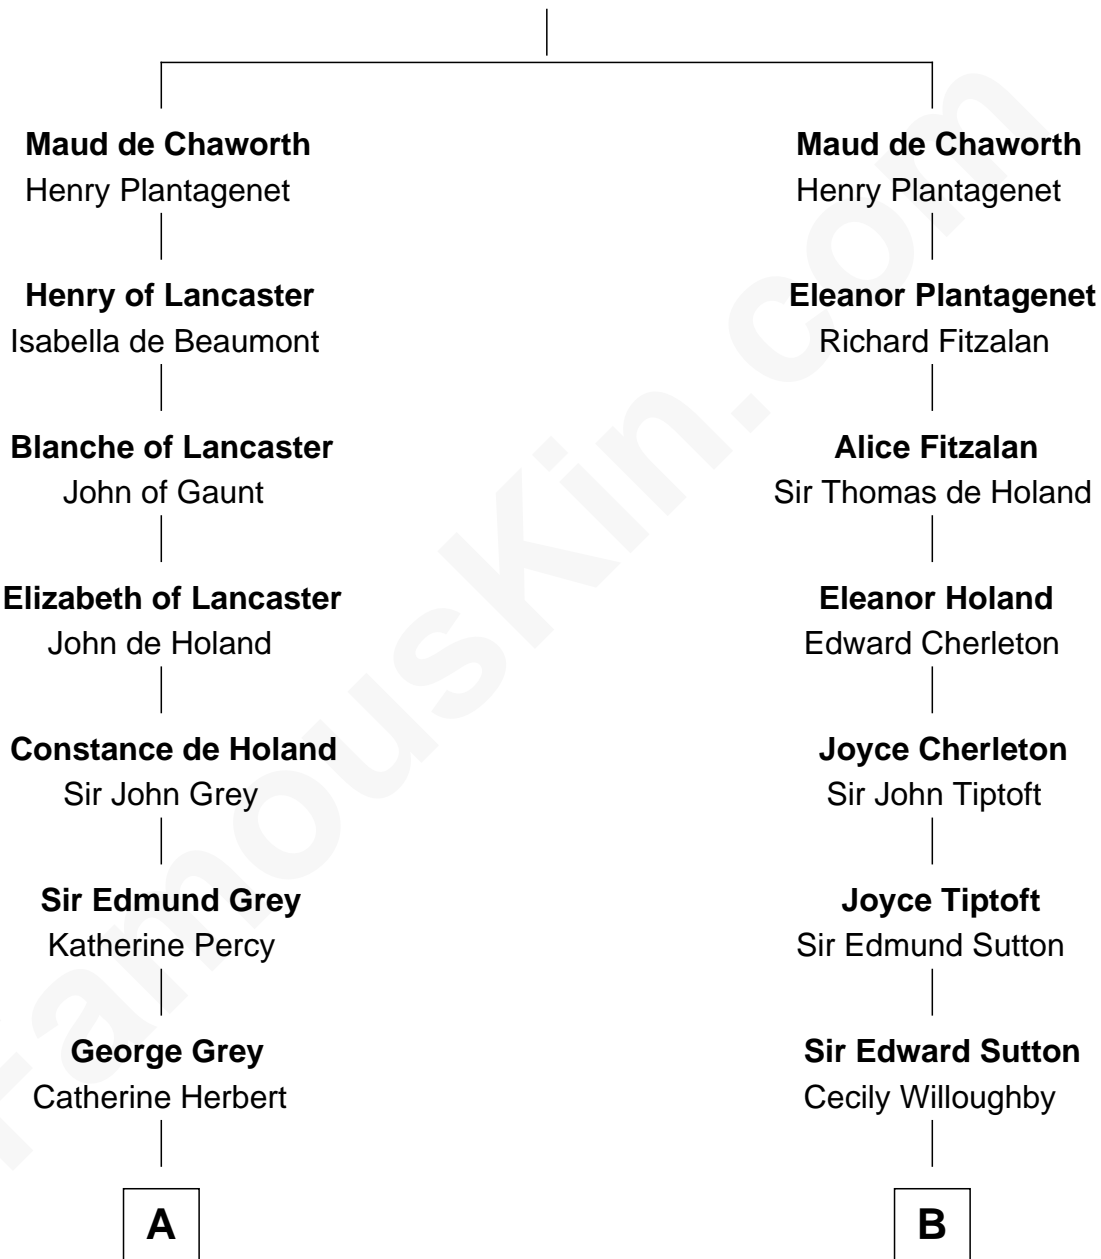 Maud de Chaworth
Henry Plantagenet
Henry of Lancaster
Isabella de Beaumont
Blanche of Lancaster
John of Gaunt
Elizabeth of Lancaster
John de Holand
Constance de Holand
Sir John Grey
Sir Edmund Grey
Katherine Percy
George Grey
Catherine Herbert
A
Maud de Chaworth
Henry Plantagenet
Eleanor Plantagenet
Richard Fitzalan
Alice Fitzalan
Sir Thomas de Holand
Eleanor Holand
Edward Cherleton
Joyce Cherleton
Sir John Tiptoft
Joyce Tiptoft
Sir Edmund Sutton
Sir Edward Sutton
Cecily Willoughby
B
FamousKin.com